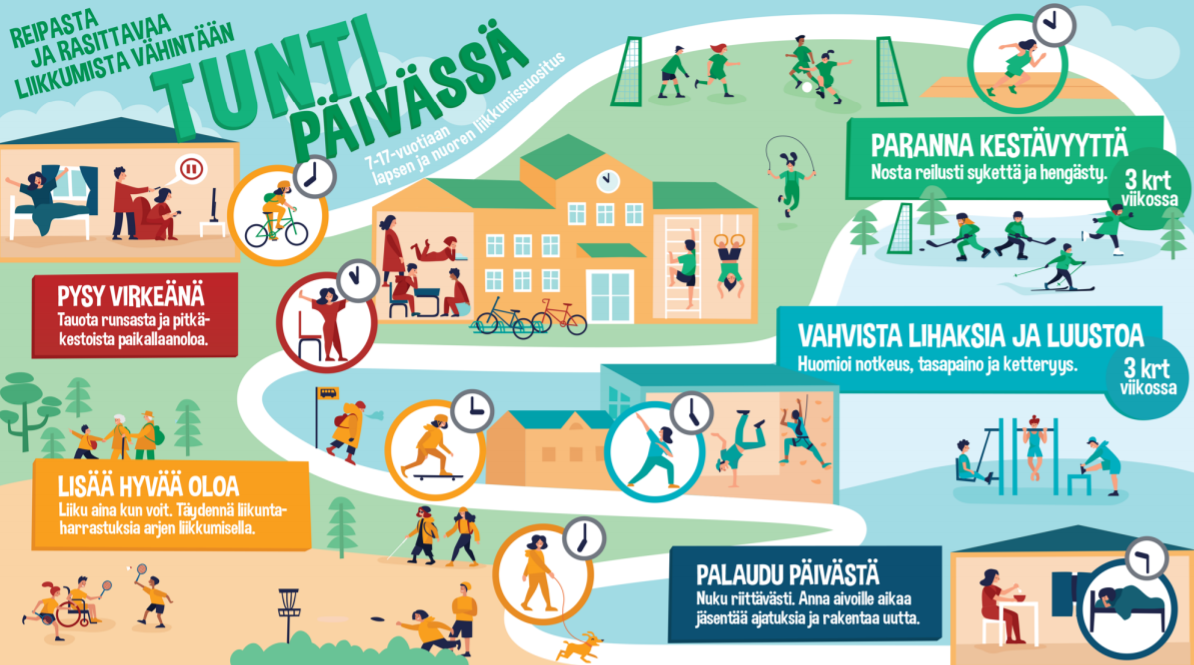 REIPASTA
JA RASITTAVAA
LIIKKUMISTA VÄHINTÄÄN
TUNTI
PÄIVÄSSÄ
7-17-vuotiaan
lapsen ja nuoren liikkumissuositus
PARANNA KESTÄVYYTTÄ
Nosta reilusti sykettä ja hengästy.
3 krt
viikossa
PYSY VIRKEÄNÄ
Tauota runsasta ja pitkä-
kestoista paikallaanoloa.
VAHVISTA LIHAKSIA JA LUUSTOA
Huomioi notkeus, tasapaino ja ketteryys.
3 krt
viikossa
LISÄÄ HYVÄÄ OLOA
Liiku aina kun voit. Täydennä liikunta-
harrastuksia arjen liikkumisella.
PALAUDU PÄIVÄSTÄ
Nuku riittävästi. Anna aivoille aikaa
jäsentää ajatuksia ja rakentaa uutta.